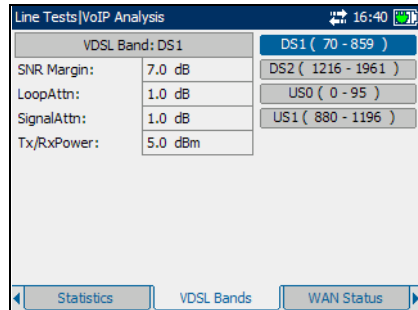 Line Tests|VoIP Analysis 16:40
VDSL Band: DS1
SNR Margin: 7.0 dB
LoopAttn: 1.0 dB
SignalAttn: 1.0 dB
Tx/RxPower: 5.0 dBm
DS1 ( 70 - 859 )
DS2 ( 1216 - 1961 )
US0 ( 0 - 95 )
US1 ( 880 - 1196 )
Statistics VDSL Bands WAN Status